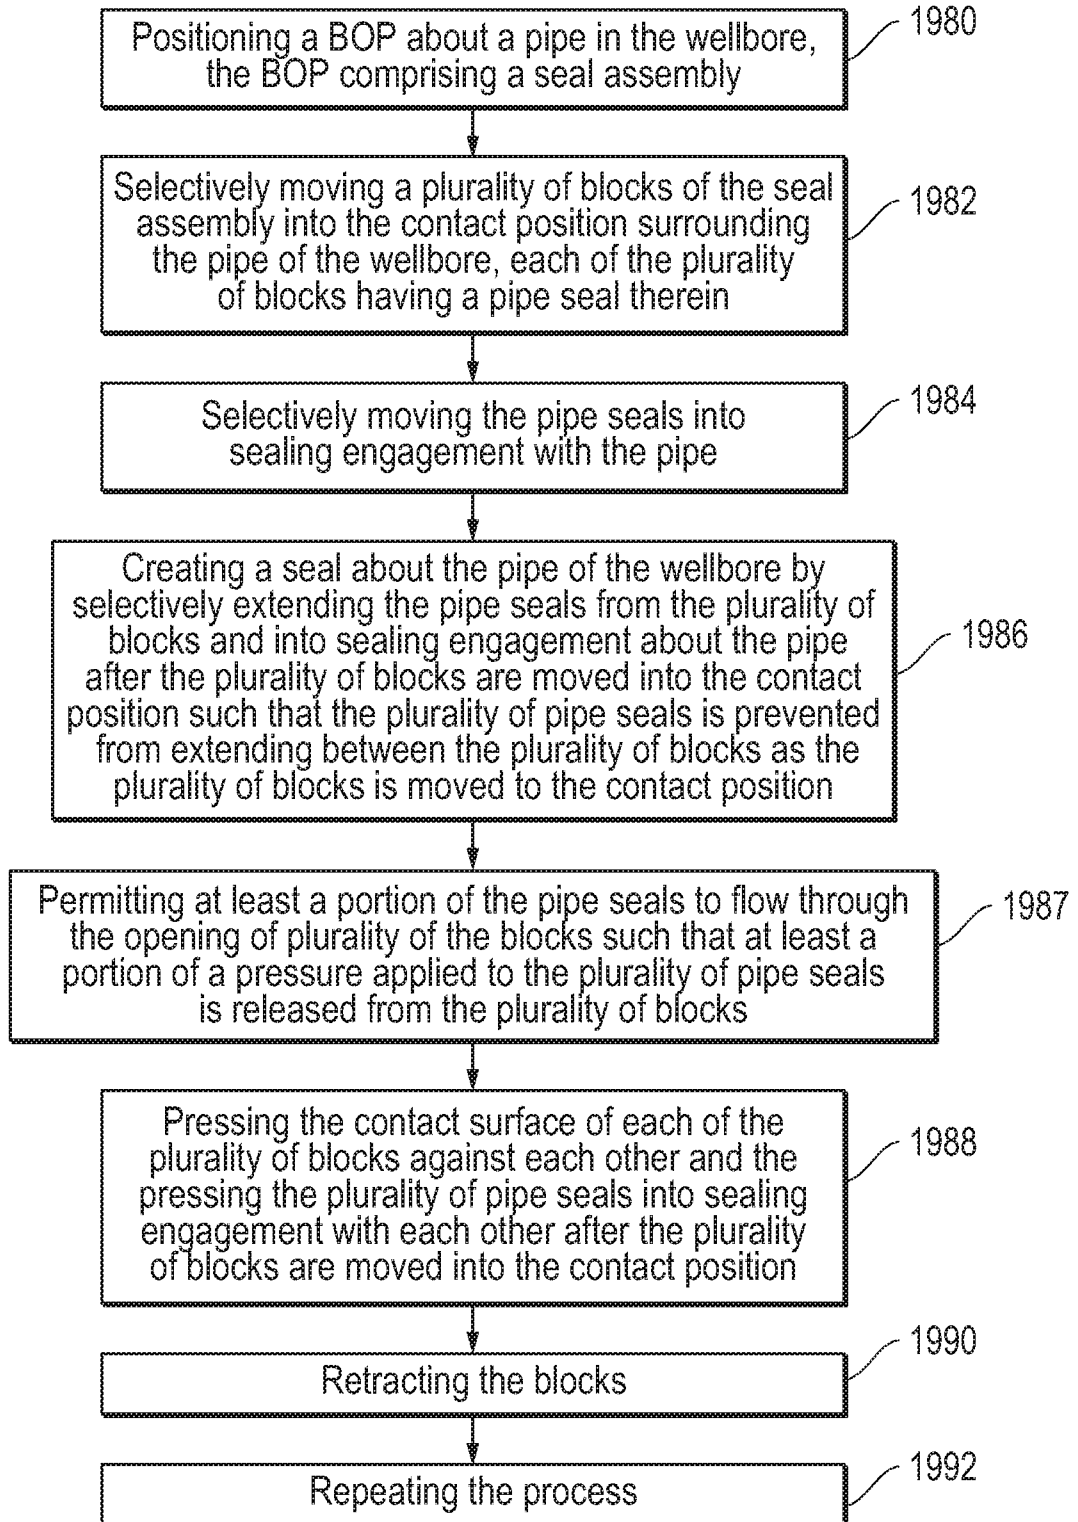 Positioning a BOP about a pipe in the wellbore,
the BOP comprising a seal assembly
1980
Selectively moving a plurality of blocks of the seal
assembly into the contact position surrounding
the pipe of the wellbore, each of the plurality
of blocks having a pipe seal therein
1982
Selectively moving the pipe seals into
sealing engagement with the pipe
1984
Creating a seal about the pipe of the wellbore by
selectively extending the pipe seals from the plurality of
blocks and into sealing engagement about the pipe
after the plurality of blocks are moved into the contact
position such that the plurality of pipe seals is prevented
from extending between the plurality of blocks as the
plurality of blocks is moved to the contact position
1986
Permitting at least a portion of the pipe seals to flow through
the opening of plurality of the blocks such that at least a
portion of a pressure applied to the plurality of pipe seals
is released from the plurality of blocks
1987
Pressing the contact surface of each of the
plurality of blocks against each other and the
pressing the plurality of pipe seals into sealing
engagement with each other after the plurality
of blocks are moved into the contact position
1988
Retracting the blocks
1990
Repeating the process
1992